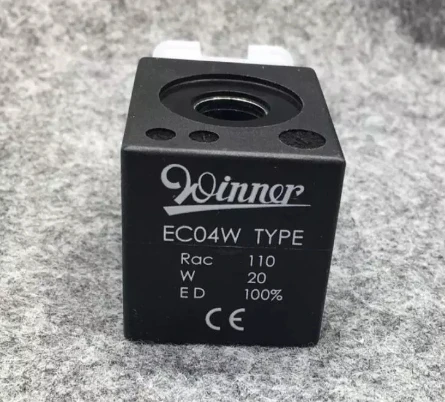 Winner
EC04W TYPE
Rac 110
W 20
ED 100%
CE